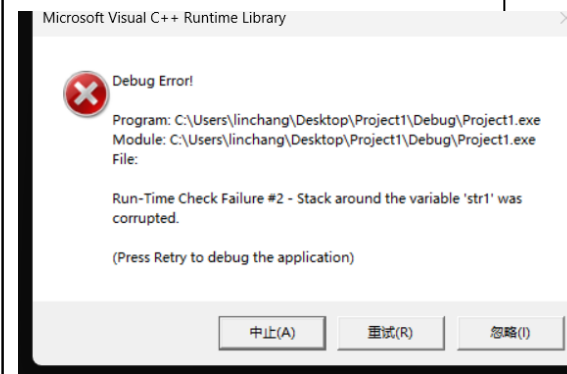 Microsoft Visual C++ Runtime Library
Debug Error!
Program: C:\Users\linchang\Desktop\Project1\Debug\Project1.exe
Module: C:\Users\linchang\Desktop\Project1\Debug\Project1.exe
File:
Run-Time Check Failure #2 - Stack around the variable 'str1' was
corrupted.
(Press Retry to debug the application)
中止(A) 重试(R) 忽略(I)